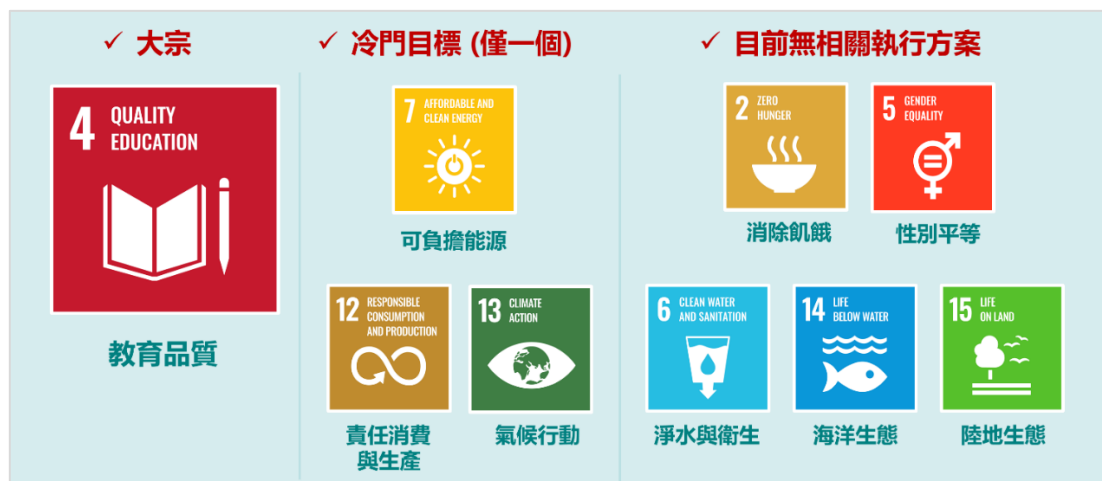 ✓ 大宗
4 QUALITY
EDUCATION
教育品質
✓ 冷門目標 (僅一個)
7 AFFORDABLE AND
CLEAN ENERGY
可負擔能源
12 RESPONSIBLE
CONSUMPTION
AND PRODUCTION
責任消費
與生產
13 CLIMATE
ACTION
氣候行動
✓ 目前無相關執行方案
2 ZERO
HUNGER
消除飢餓
5 GENDER
EQUALITY
性別平等
6 CLEAN WATER
AND SANITATION
淨水與衛生
14 LIFE
BELOW WATER
海洋生態
15 LIFE
ON LAND
陸地生態